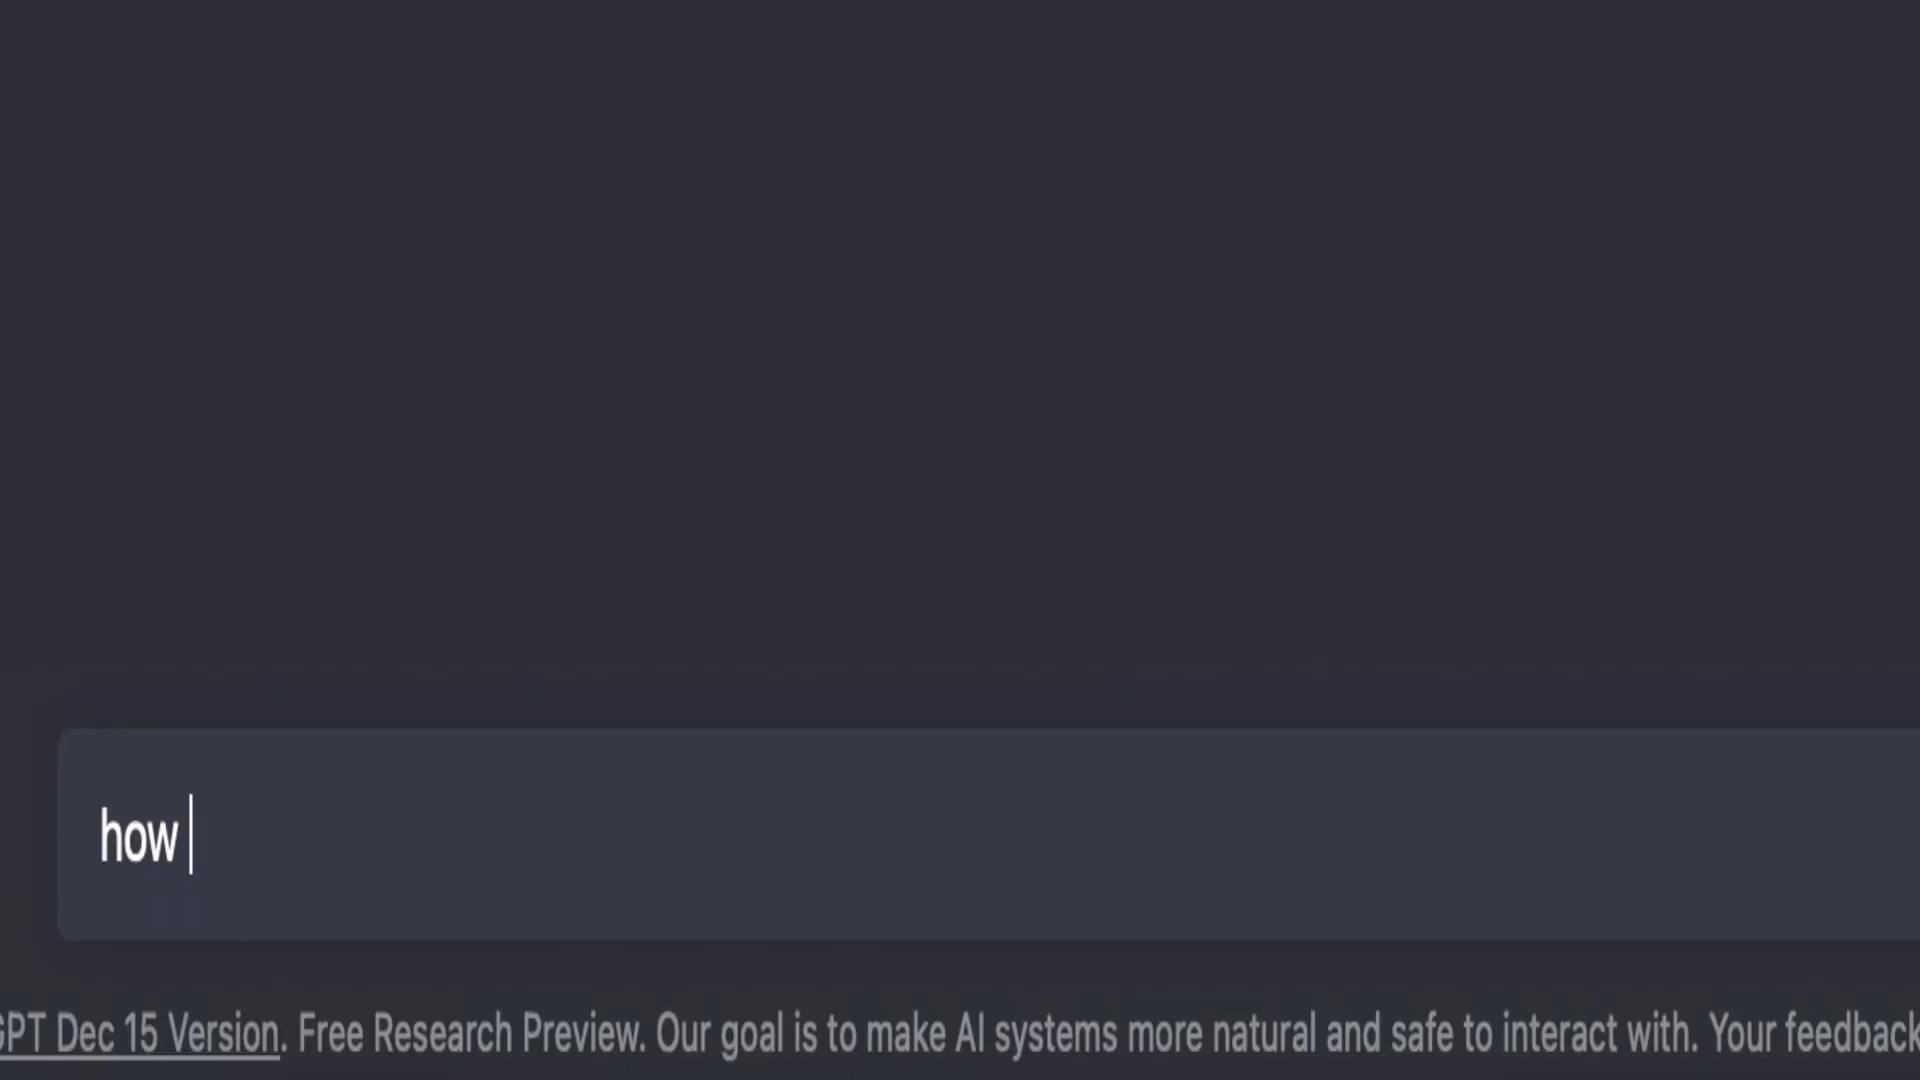 how
GPT Dec 15 Version. Free Research Preview. Our goal is to make AI systems more natural and safe to interact with. Your feedback